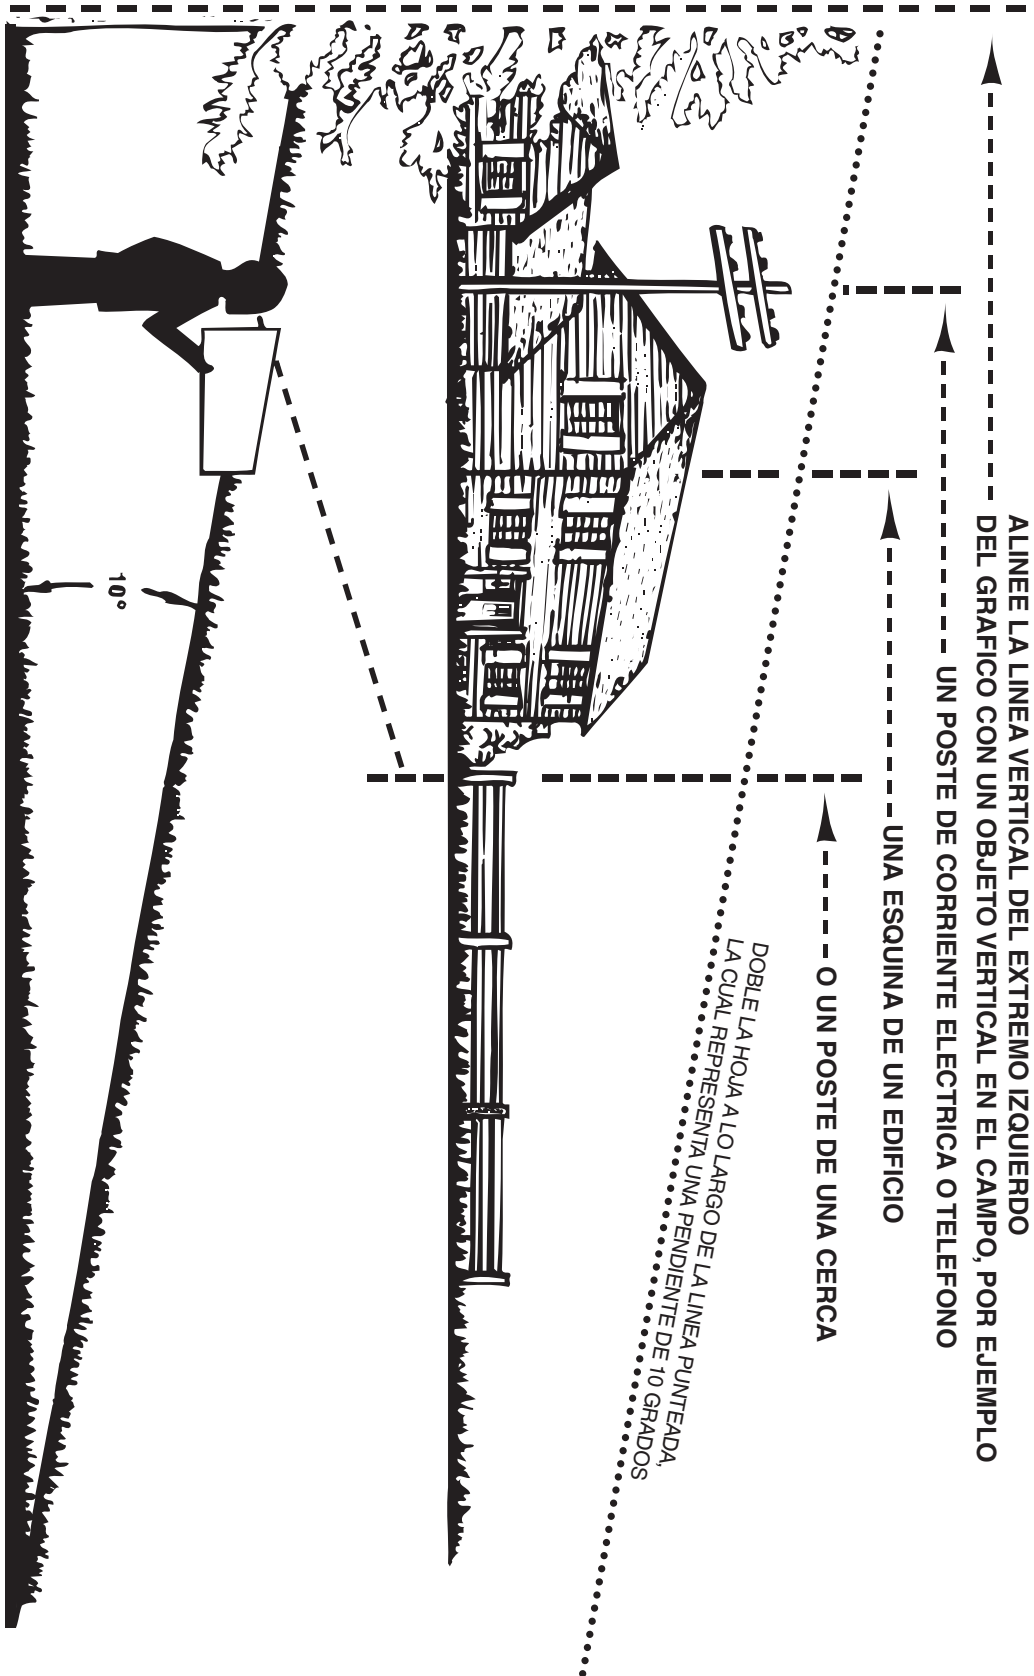 ALINEE LA LINEA VERTICAL DEL EXTREMO IZQUIERDO
DEL GRAFICO CON UN OBJETO VERTICAL EN EL CAMPO, POR EJEMPLO
UN POSTE DE CORRIENTE ELECTRICA O TELEFONO
UNA ESQUINA DE UN EDIFICIO
O UN POSTE DE UNA CERCA
DOBLE LA HOJA A LO LARGO DE LA LINEA PUNTEADA,
LA CUAL REPRESENTA UNA PENDIENTE DE 10 GRADOS
10°